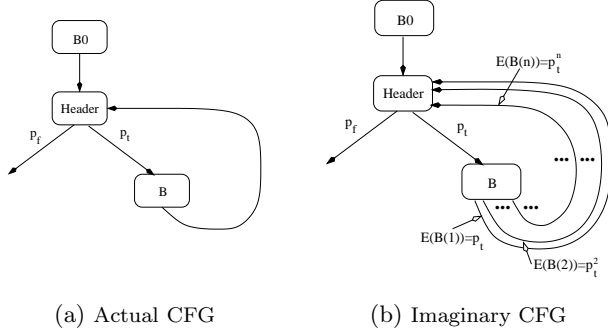 B0
Header
p_f
p_t
B
(a) Actual CFG
B0
E(B(n))=p_t^n
Header
p_f
p_t
... ...
B
... ...
E(B(1))=p_t
E(B(2))=p_t^2
(b) Imaginary CFG